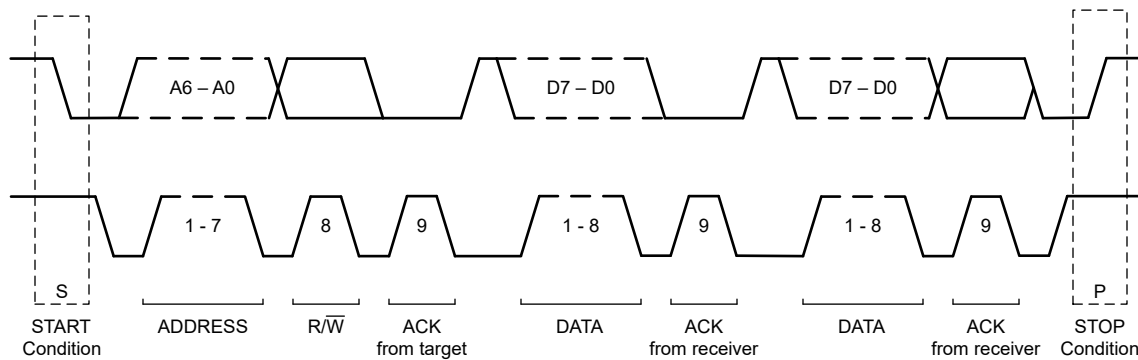 A6 – A0
D7 – D0
D7 – D0
1 - 7
8
9
1 - 8
9
1 - 8
9
S
P
START
Condition
ADDRESS
R/W̅
ACK
from target
DATA
ACK
from receiver
DATA
ACK
from receiver
STOP
Condition